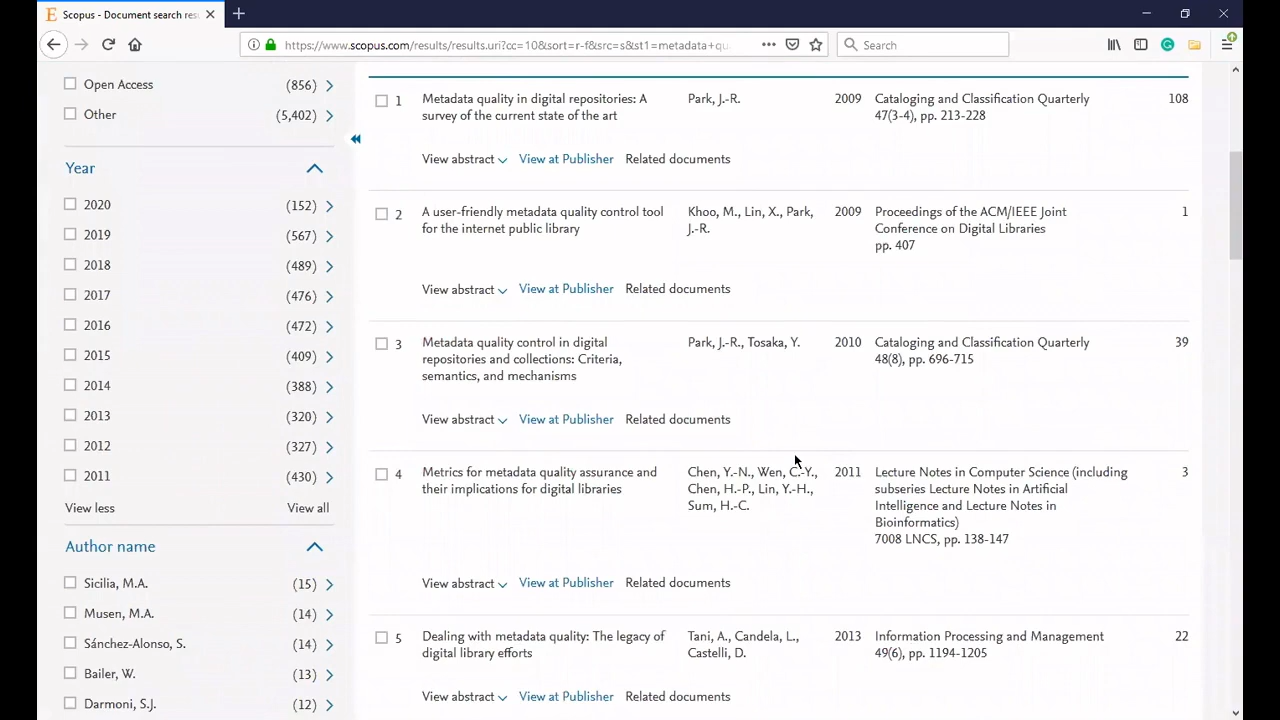 Scopus - Document search res
https://www.scopus.com/results/results.uri?cc=10&sort=r-f&src=s&st1=metadata+qu
Search
Open Access (856)
Other (5,402)
Year
2020 (152)
2019 (567)
2018 (489)
2017 (476)
2016 (472)
2015 (409)
2014 (388)
2013 (320)
2012 (327)
2011 (430)
View less View all
Author name
Sicilia, M.A. (15)
Musen, M.A. (14)
Sánchez-Alonso, S. (14)
Bailer, W. (13)
Darmoni, S.J. (12)
1 Metadata quality in digital repositories: A Park, J.-R. 2009 Cataloging and Classification Quarterly 108
survey of the current state of the art 47(3-4), pp. 213-228
View abstract View at Publisher Related documents
2 A user-friendly metadata quality control tool Khoo, M., Lin, X., Park, 2009 Proceedings of the ACM/IEEE Joint 1
for the internet public library J.-R. Conference on Digital Libraries
pp. 407
View abstract View at Publisher Related documents
3 Metadata quality control in digital Park, J.-R., Tosaka, Y. 2010 Cataloging and Classification Quarterly 39
repositories and collections: Criteria, 48(8), pp. 696-715
semantics, and mechanisms
View abstract View at Publisher Related documents
4 Metrics for metadata quality assurance and Chen, Y.-N., Wen, C.-Y., 2011 Lecture Notes in Computer Science (including 3
their implications for digital libraries Chen, H.-P., Lin, Y.-H., subseries Lecture Notes in Artificial
Sum, H.-C. Intelligence and Lecture Notes in
Bioinformatics)
7008 LNCS, pp. 138-147
View abstract View at Publisher Related documents
5 Dealing with metadata quality: The legacy of Tani, A., Candela, L., 2013 Information Processing and Management 22
digital library efforts Castelli, D. 49(6), pp. 1194-1205
View abstract View at Publisher Related documents